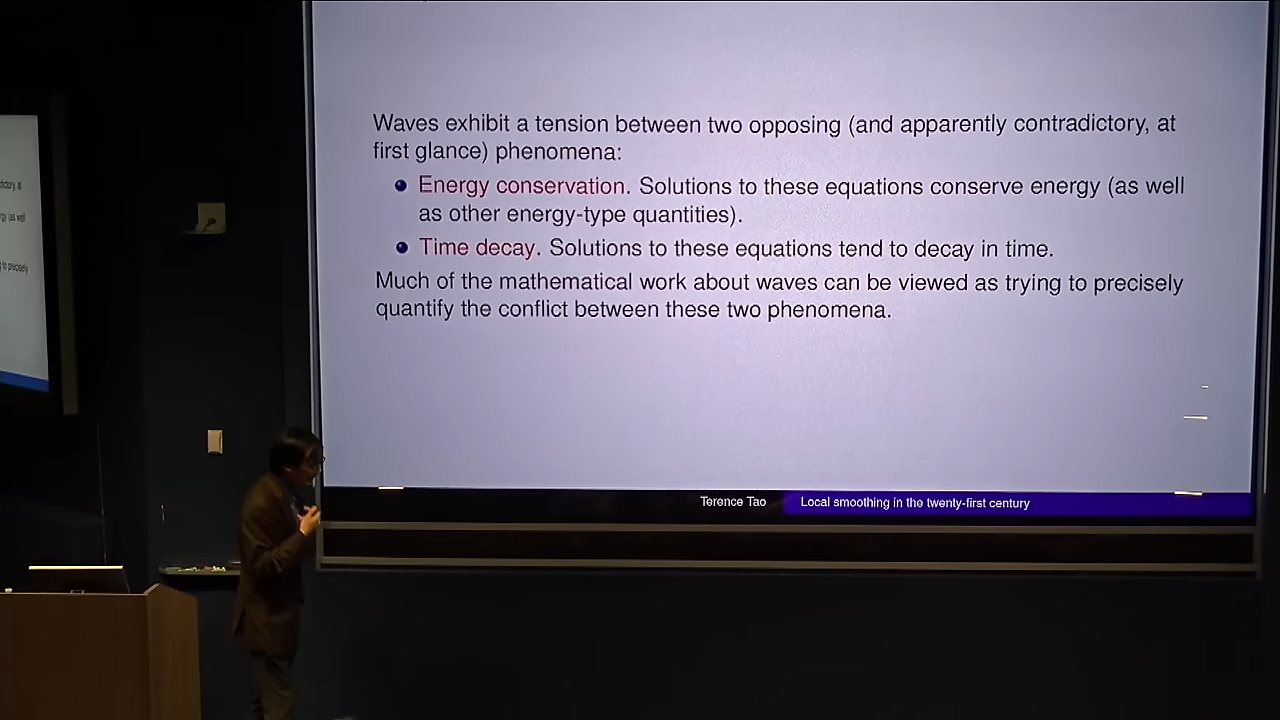 Waves exhibit a tension between two opposing (and apparently contradictory, at
first glance) phenomena:
Energy conservation. Solutions to these equations conserve energy (as well
as other energy-type quantities).
Time decay. Solutions to these equations tend to decay in time.
Much of the mathematical work about waves can be viewed as trying to precisely
quantify the conflict between these two phenomena.
Terence Tao Local smoothing in the twenty-first century